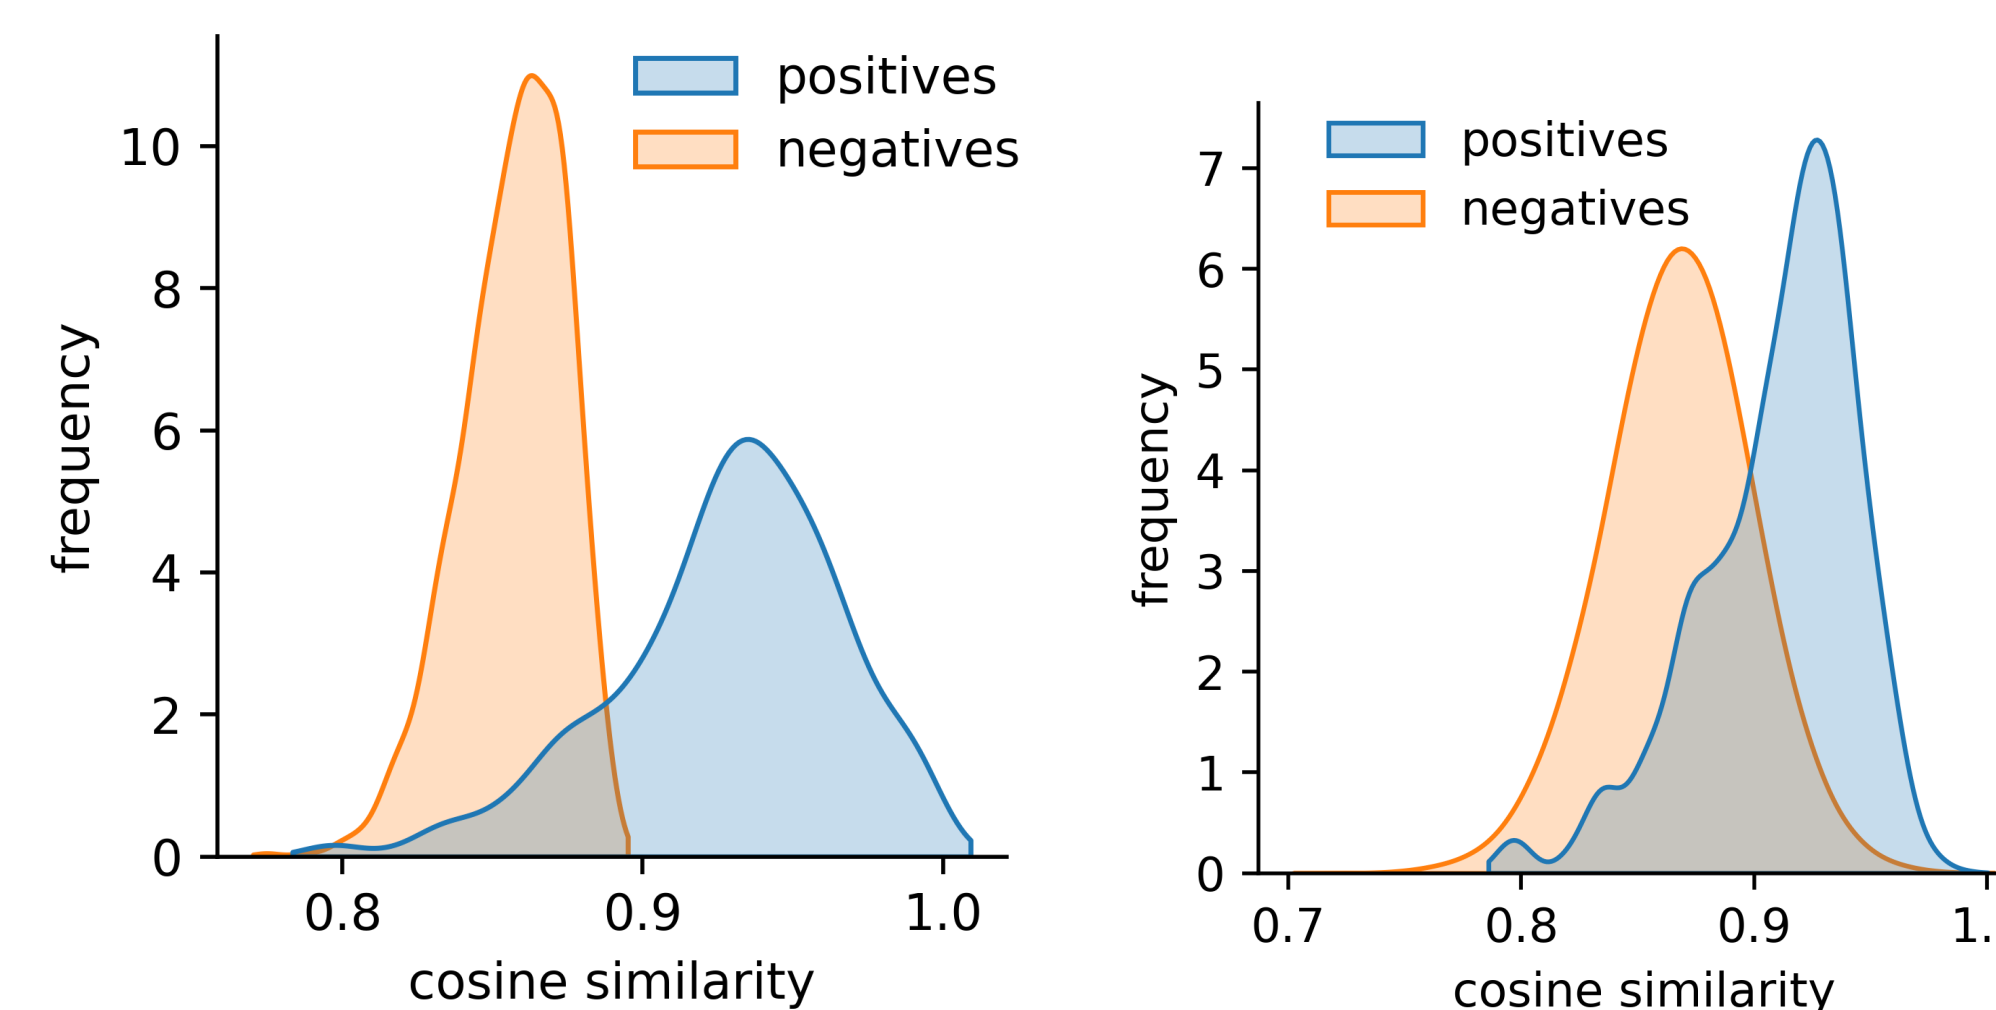 positives
negatives
10
8
6
4
2
0
frequency
0.8 0.9 1.0
cosine similarity
positives
negatives
7
6
5
4
3
2
1
0
frequency
0.7 0.8 0.9 1.
cosine similarity